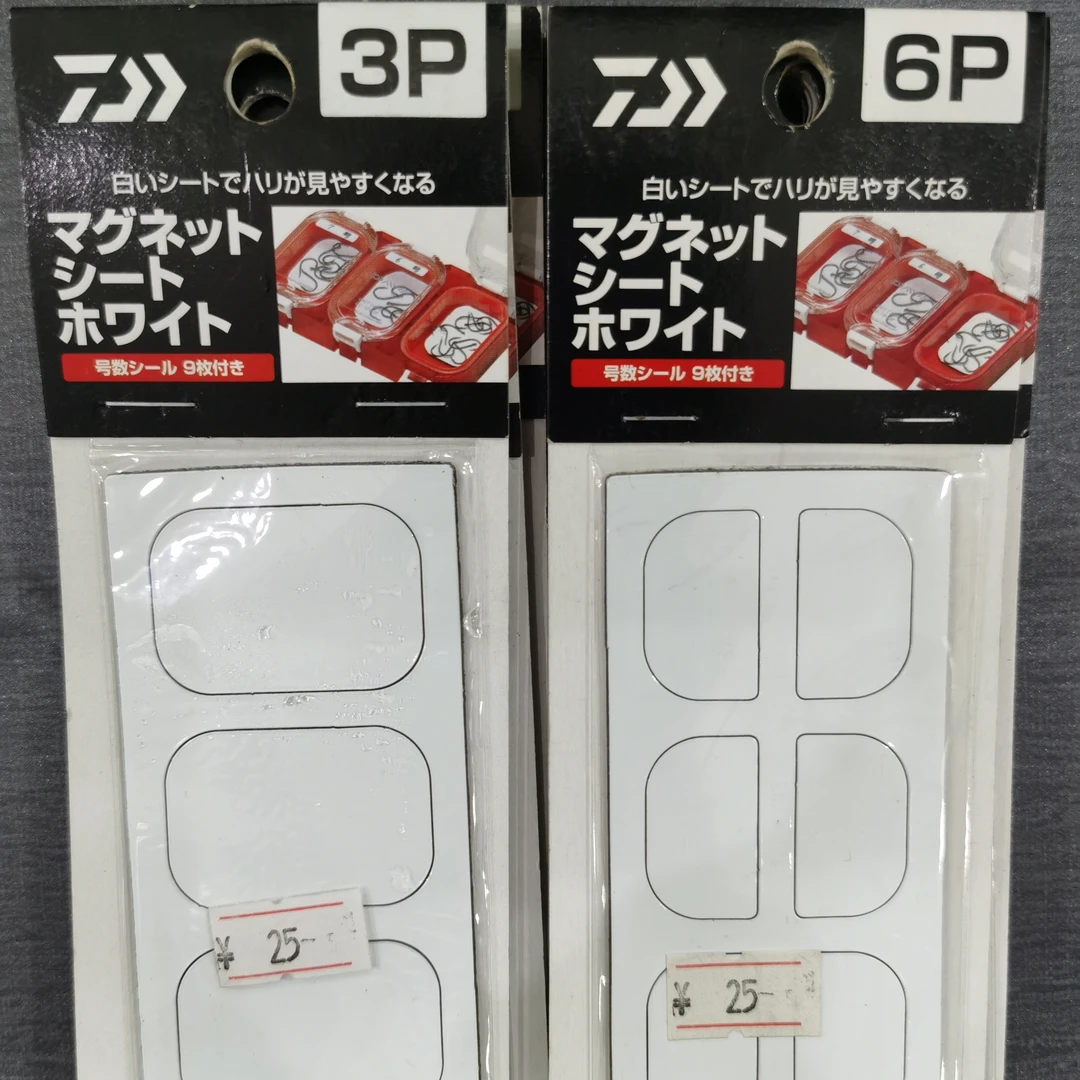 3P
白いシートでハリが見やすくなる
マグネット
シート
ホワイト
号数シール 9枚付き
¥ 25-
6P
白いシートでハリが見やすくなる
マグネット
シート
ホワイト
号数シール 9枚付き
¥ 25-